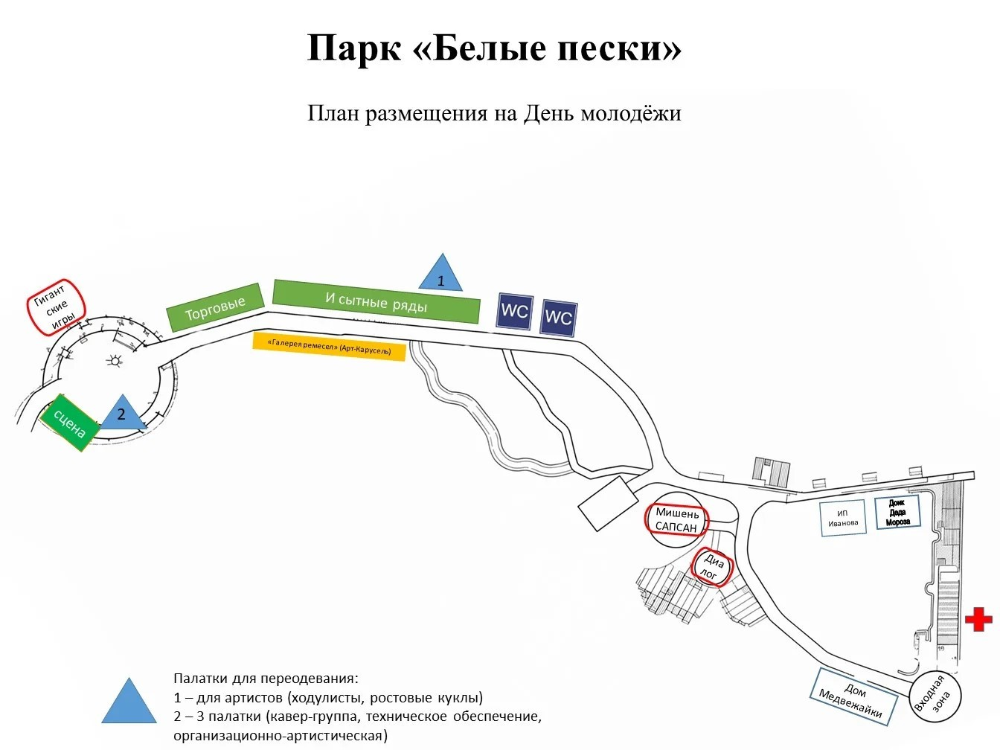 Парк «Белые пески»
План размещения на День молодёжи
1
И сытные ряды
Торговые
WC
WC
Гигант
ские
игры
«Галерея ремесел» (Арт-Карусель)
2
сцена
Мишень
САПСАН
Диа
лог
ИП
Иванова
Доик
Деда
Мороза
Дом
Медвежайки
Входная
зона
Палатки для переодевания:
1 – для артистов (ходулисты, ростовые куклы)
2 – 3 палатки (кавер-группа, техническое обеспечение,
организационно-артистическая)